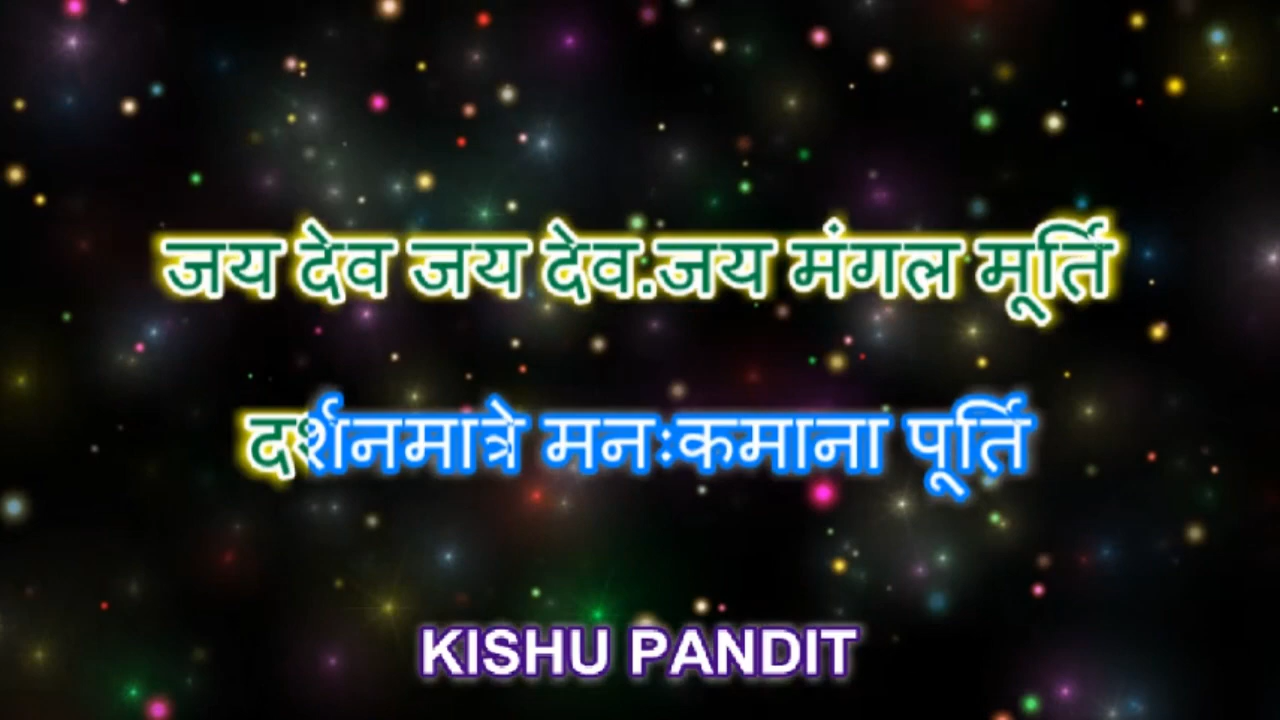 जय देव जय देव.जय मंगल मूर्ति
दर्शनमात्रे मनःकमाना पूर्ति
KISHU PANDIT